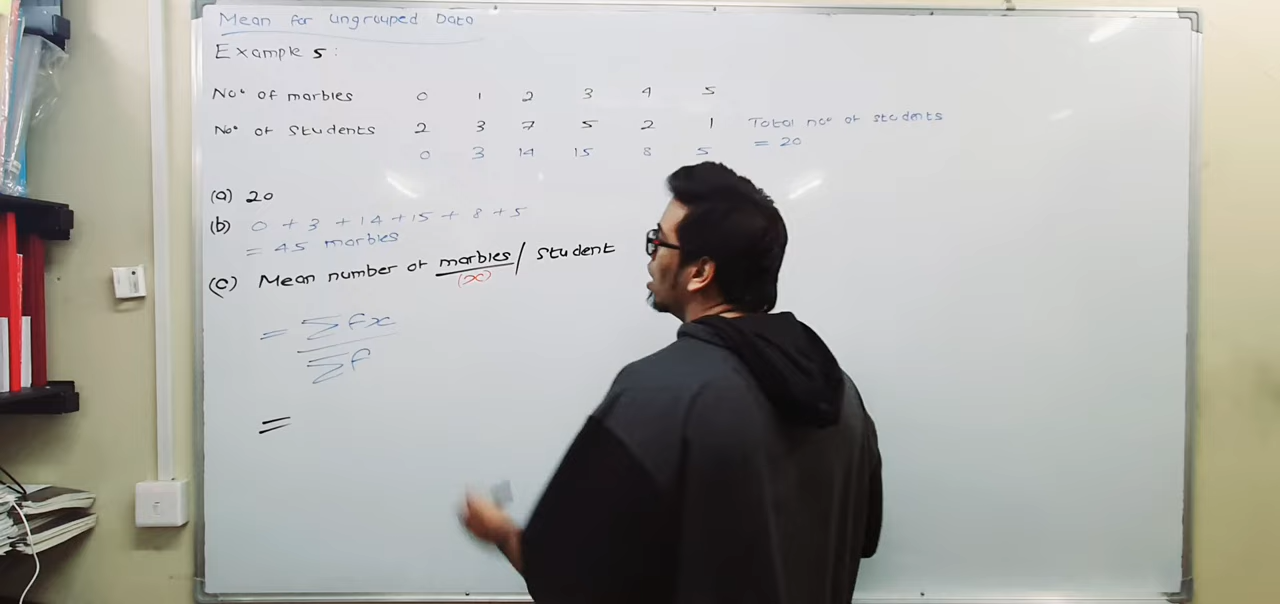 Mean for ungrouped Data
Example 5:
No. of marbles 0 1 2 3 4 5
No. of students 2 3 7 5 2 1 Total no. of students
0 3 14 15 8 5 = 20
(a) 20
(b) 0 + 3 + 14 + 15 + 8 + 5
= 45 marbles
(c) Mean number of marbles / student
(x)
= Σfx
Σf
=